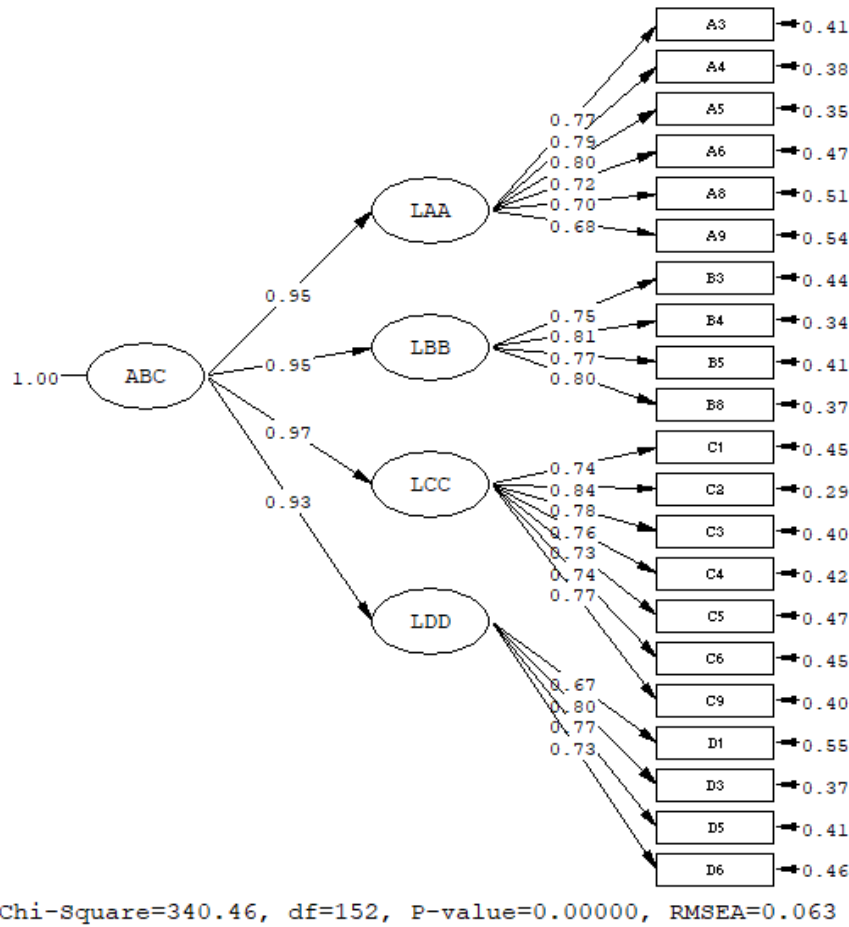 A3 0.41
A4 0.38
A5 0.35
A6 0.47
A8 0.51
A9 0.54
B3 0.44
B4 0.34
B5 0.41
B8 0.37
C1 0.45
C2 0.29
C3 0.40
C4 0.42
C5 0.47
C6 0.45
C9 0.40
D1 0.55
D3 0.37
D5 0.41
D6 0.46
0.77
0.79
0.80
0.72
0.70
0.68
0.75
0.81
0.77
0.80
0.74
0.84
0.78
0.76
0.73
0.74
0.77
0.67
0.80
0.77
0.73
LAA
LBB
LCC
LDD
0.95
0.95
0.97
0.93
1.00 ABC
Chi-Square=340.46, df=152, P-value=0.00000, RMSEA=0.063